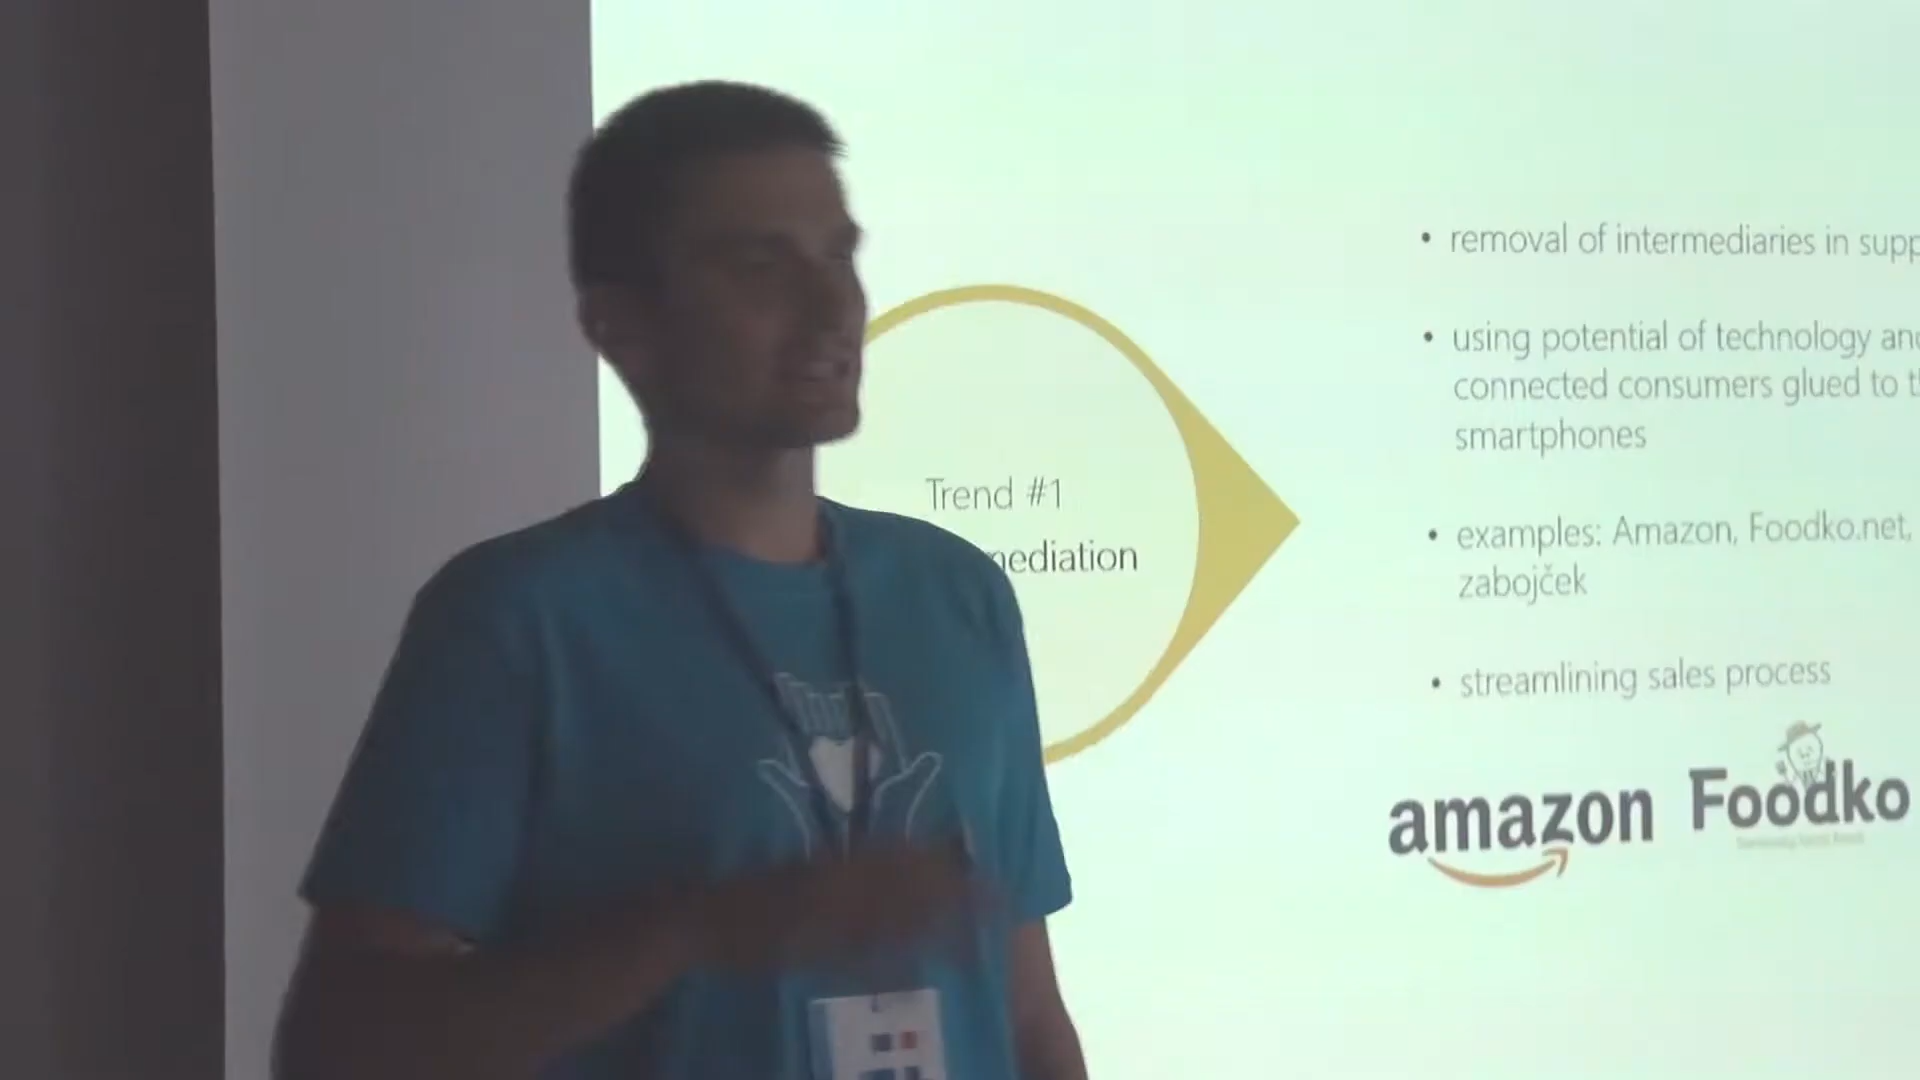 Trend #1
mediation
• removal of intermediaries in supp
• using potential of technology and
connected consumers glued to th
smartphones
• examples: Amazon, Foodko.net,
zabojček
• streamlining sales process
amazon
Foodko